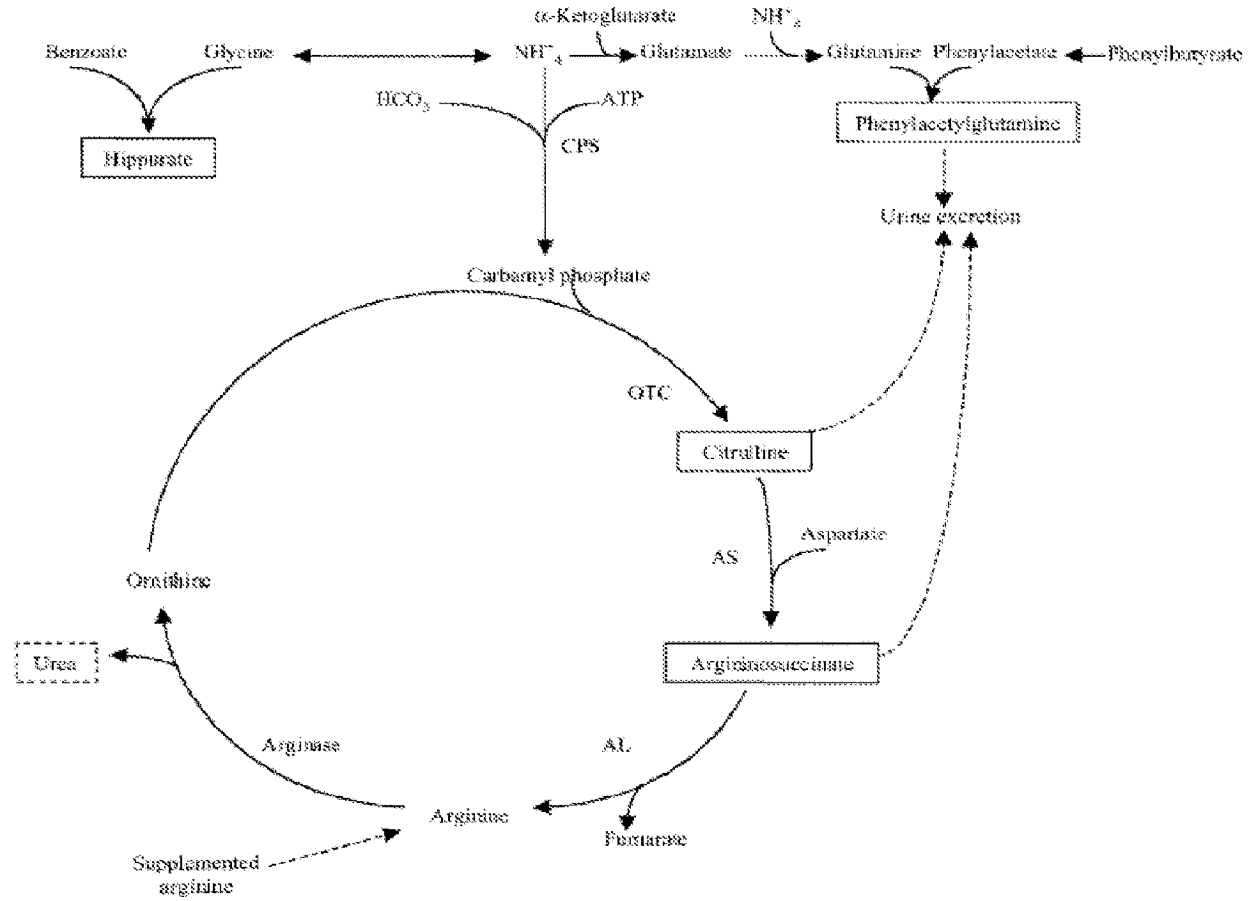 α-Ketoglutarate NH⁺₄
Benzoate Glycine NH⁺₄ Glutamate Glutamine Phenylacetate Phenylbutyrate
HCO₃ ATP
Phenylacetylglutamine
CPS
Hippurate
Urine excretion
Carbamyl phosphate
OTC
Citrulline
Aspartate
AS
Ornithine
Urea
Argininosuccinate
Arginase
AL
Arginine
Fumarate
Supplemented
arginine